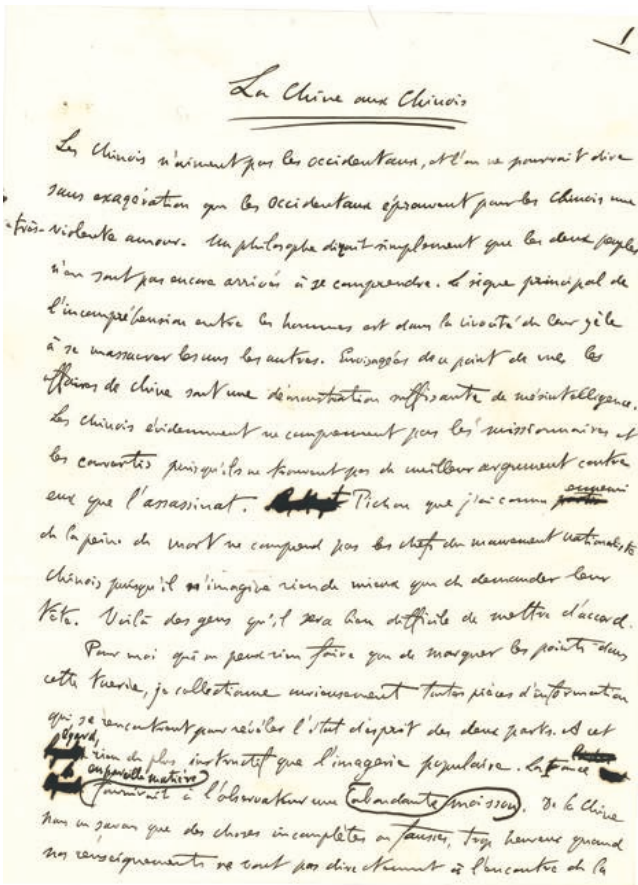 1
La Chine aux Chinois
Les Chinois n'aiment pas les occidentaux, et l'on ne pourrait dire
sans exagération que les occidentaux éprouvent pour les Chinois une
très violente amour. Un philosophe dirait simplement que les deux peuples
n'en sont pas encore arrivés à se comprendre. Le signe principal de
l'incompréhension entre les hommes est dans la vivacité de leur zèle
à se massacrer les uns les autres. Envisagées de ce point de vue, les
affaires de Chine sont une démonstration suffisante de mésintelligence.
Les Chinois évidemment ne comprennent pas les missionnaires et
les convertis puisqu'ils ne trouvent pas de meilleur argument contre
ennemi
eux que l'assassinat. Pichon que j'ai connu
de la peine de mort ne comprend pas les chefs du mouvement nationaliste
chinois puisqu'il n'imagine rien de mieux que de demander leur
tête. Voilà des gens qu'il sera bien difficile de mettre d'accord.
Pour moi qui ne peux rien faire que de marquer les points dans
cette tuerie, je collectionne curieusement toutes pièces d'information
qui se rencontrent pour révéler l'état d'esprit des deux parts. A cet
égard,
rien de plus instructif que l'imagerie populaire. La France
en pareille matière
fournirait à l'observateur une abondante moisson. De la Chine
nous ne savons que des choses incomplètes ou fausses, trop heureux quand
nos renseignements ne vont pas directement à l'encontre de la